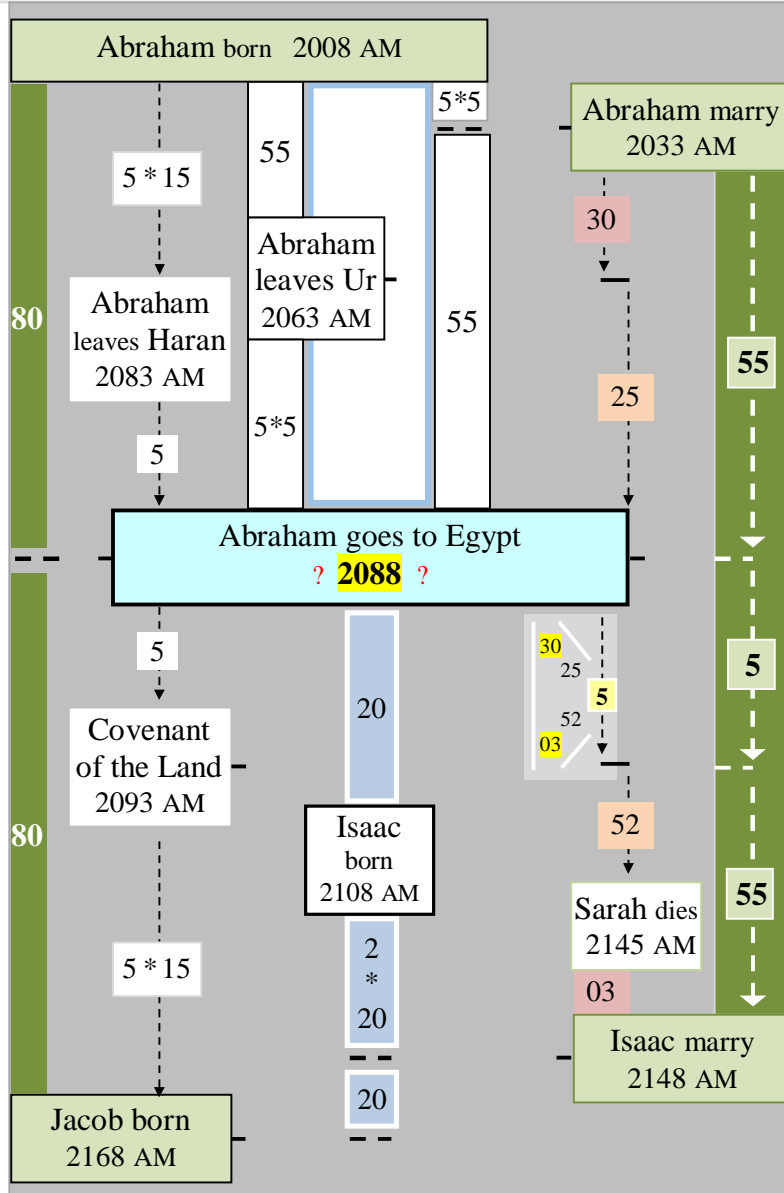 Abraham born 2008 AM
5*5
Abraham marry
2033 AM
5 * 15
55
30
Abraham
leaves Ur
2063 AM
Abraham
leaves Haran
2083 AM
80
55
55
25
5*5
5
Abraham goes to Egypt
? 2088 ?
5
20
30
25
5
52
03
5
Covenant
of the Land
2093 AM
80
Isaac
born
2108 AM
52
55
Sarah dies
2145 AM
5 * 15
2
*
20
03
Isaac marry
2148 AM
20
Jacob born
2168 AM